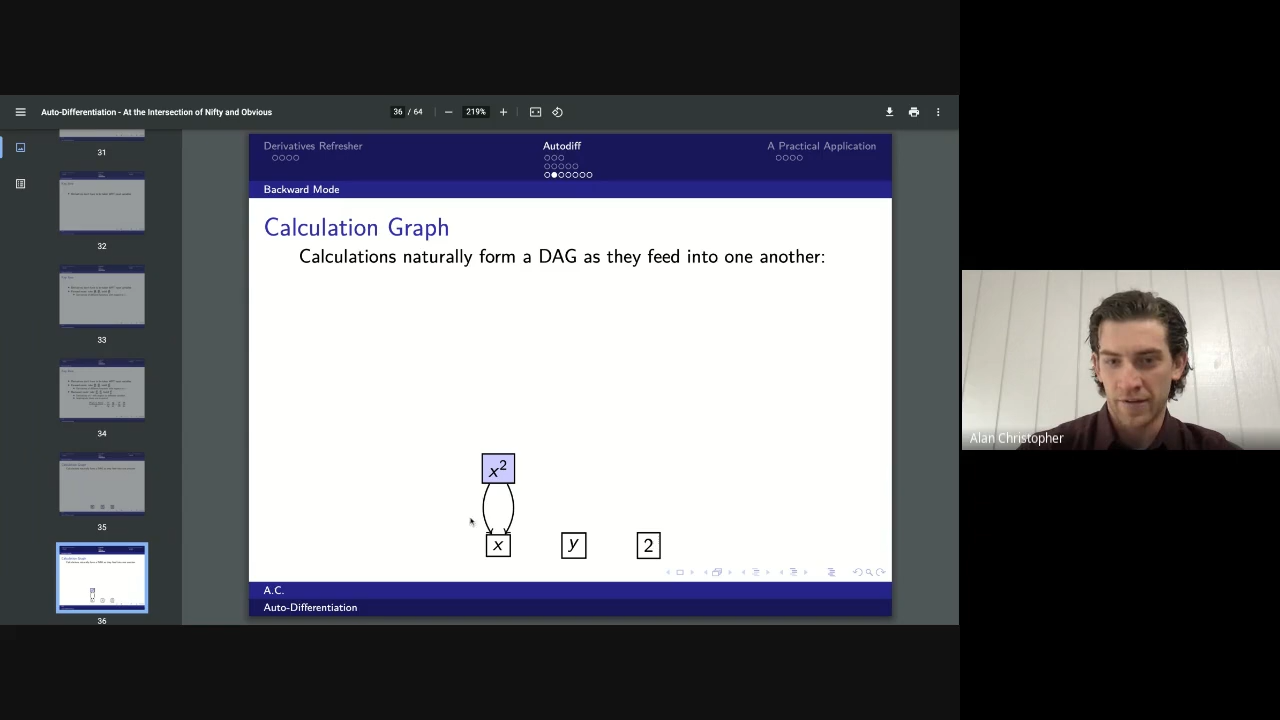 Auto-Differentiation - At the Intersection of Nifty and Obvious
36 / 64
219%
31
32
33
34
35
36
Derivatives Refresher
Autodiff
A Practical Application
Backward Mode
Calculation Graph
Calculations naturally form a DAG as they feed into one another:
x²
x
y
2
A.C.
Auto-Differentiation
Alan Christopher